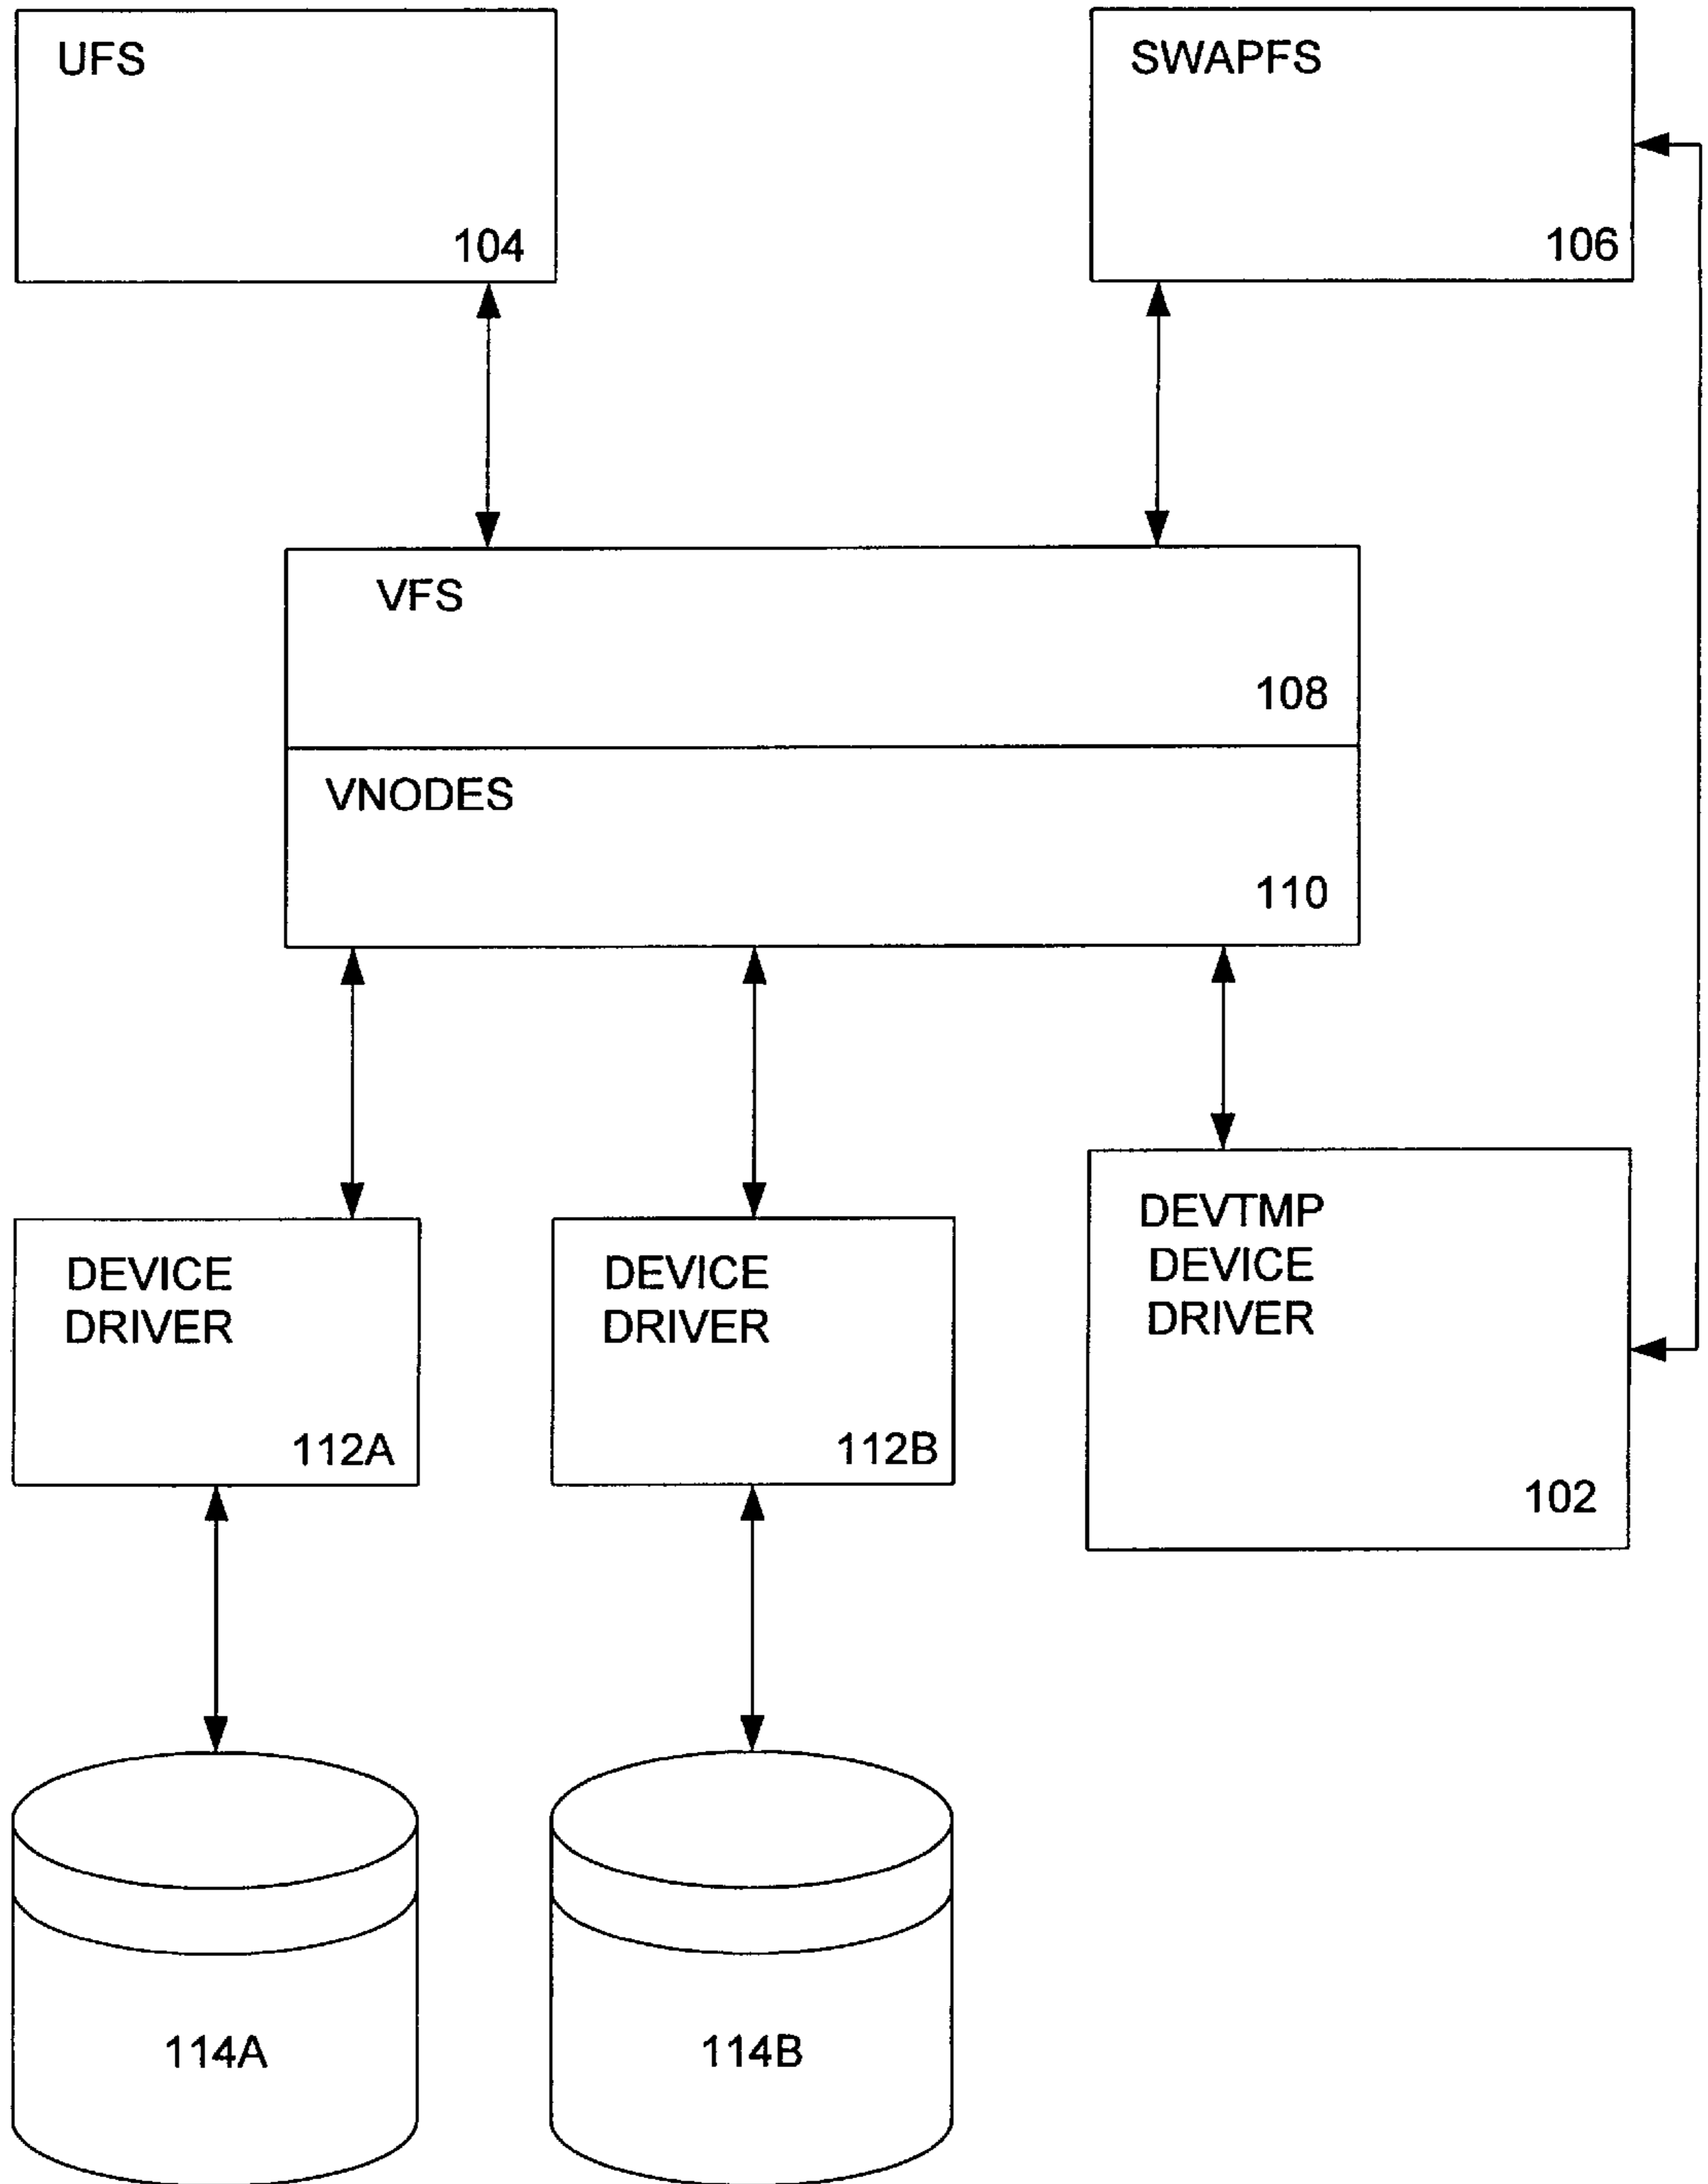 UFS
104
SWAPFS
106
VFS
108
VNODES
110
DEVICE
DRIVER
112A
DEVICE
DRIVER
112B
DEVTMP
DEVICE
DRIVER
102
114A
114B